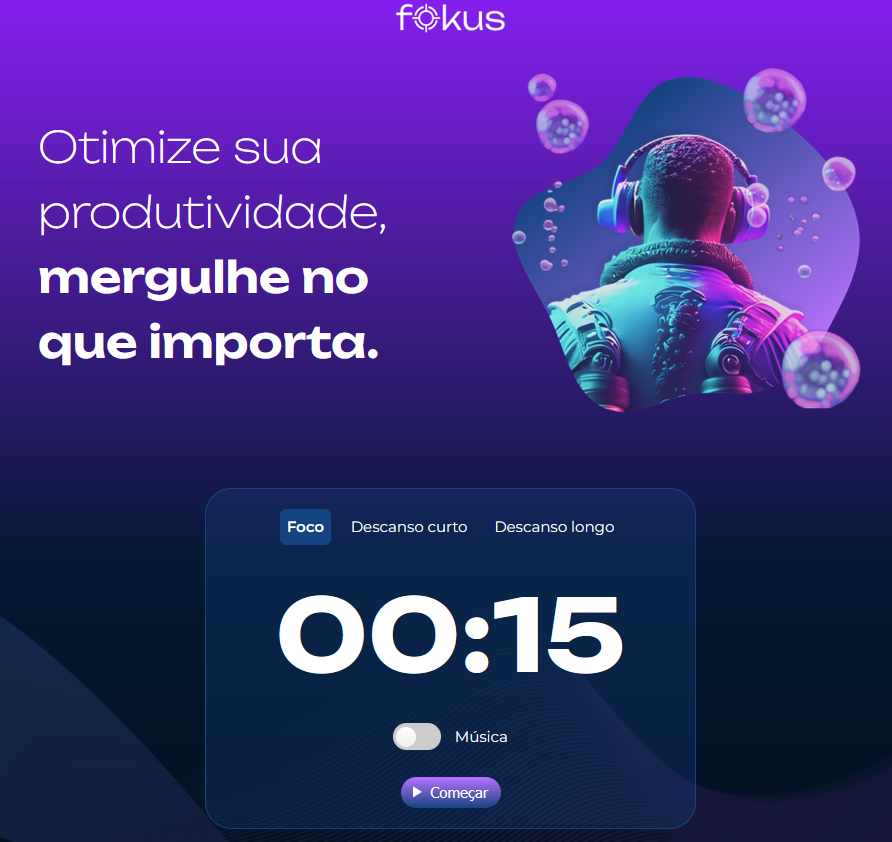 fokus
Otimize sua
produtividade,
mergulhe no
que importa.
Foco Descanso curto Descanso longo
00:15
Música
Começar